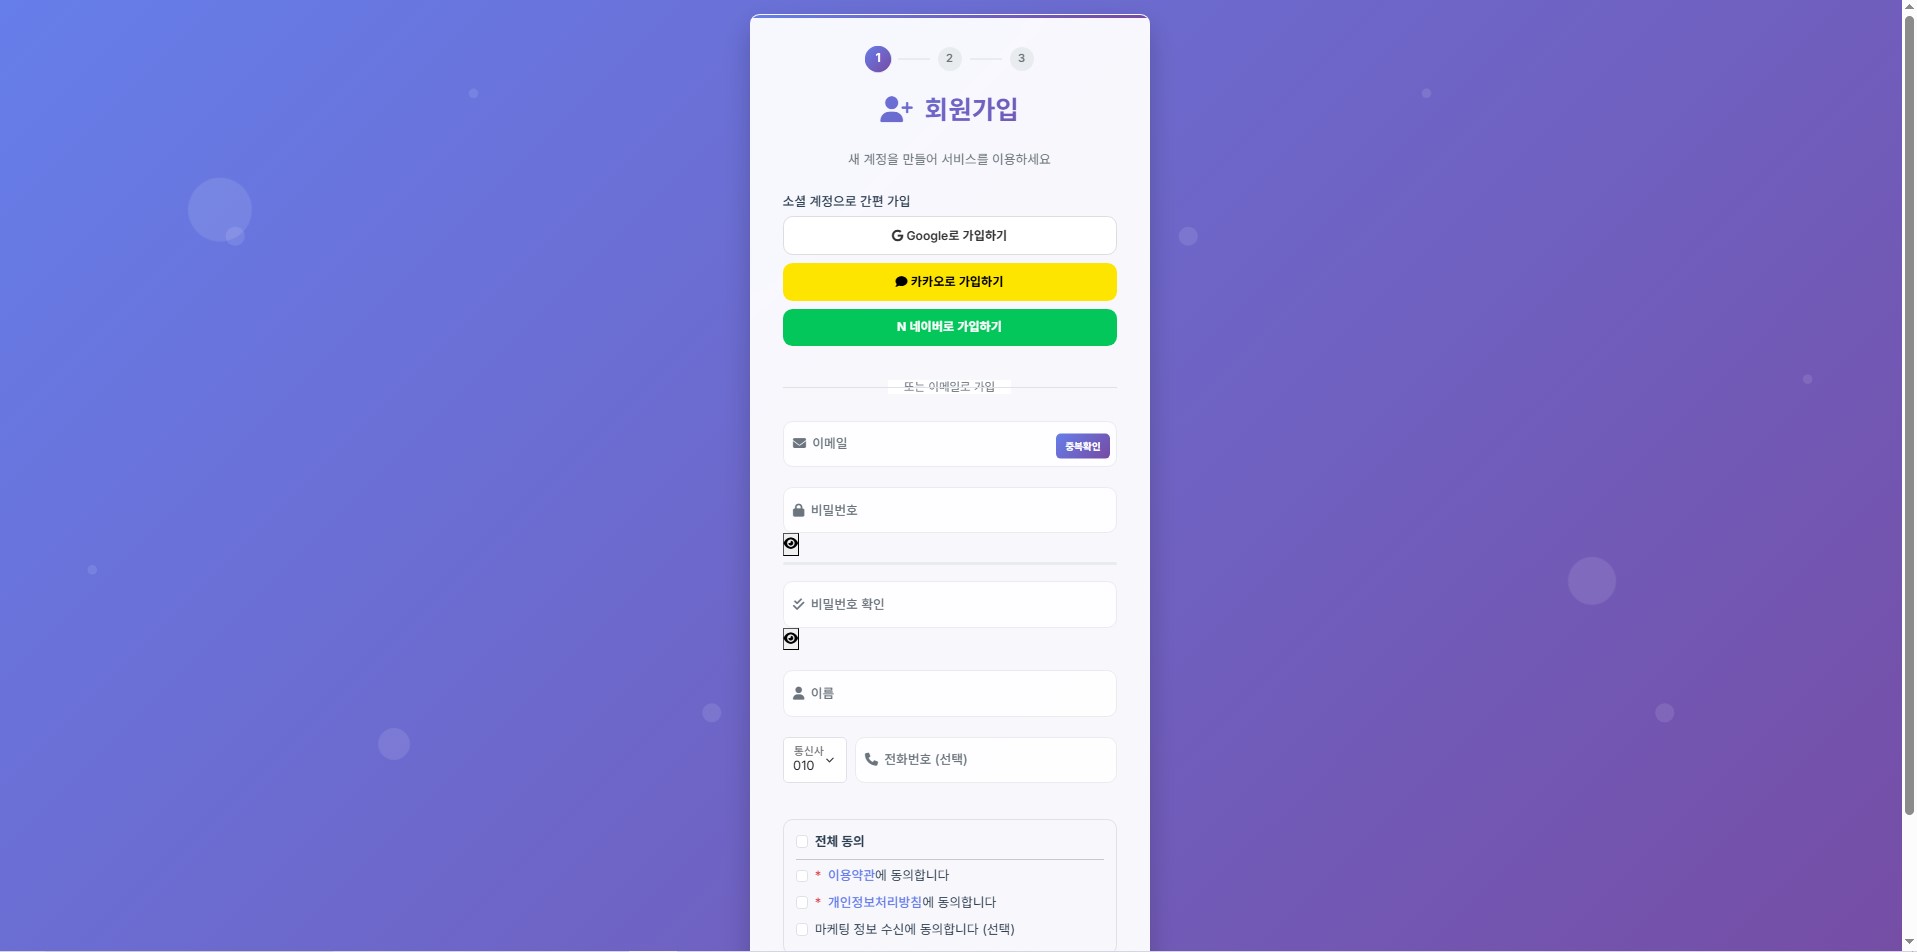 1 2 3
회원가입
새 계정을 만들어 서비스를 이용하세요
소셜 계정으로 간편 가입
Google로 가입하기
카카오로 가입하기
N 네이버로 가입하기
또는 이메일로 가입
이메일
중복확인
비밀번호
비밀번호 확인
이름
통신사
010
전화번호 (선택)
전체 동의
* 이용약관에 동의합니다
* 개인정보처리방침에 동의합니다
마케팅 정보 수신에 동의합니다 (선택)